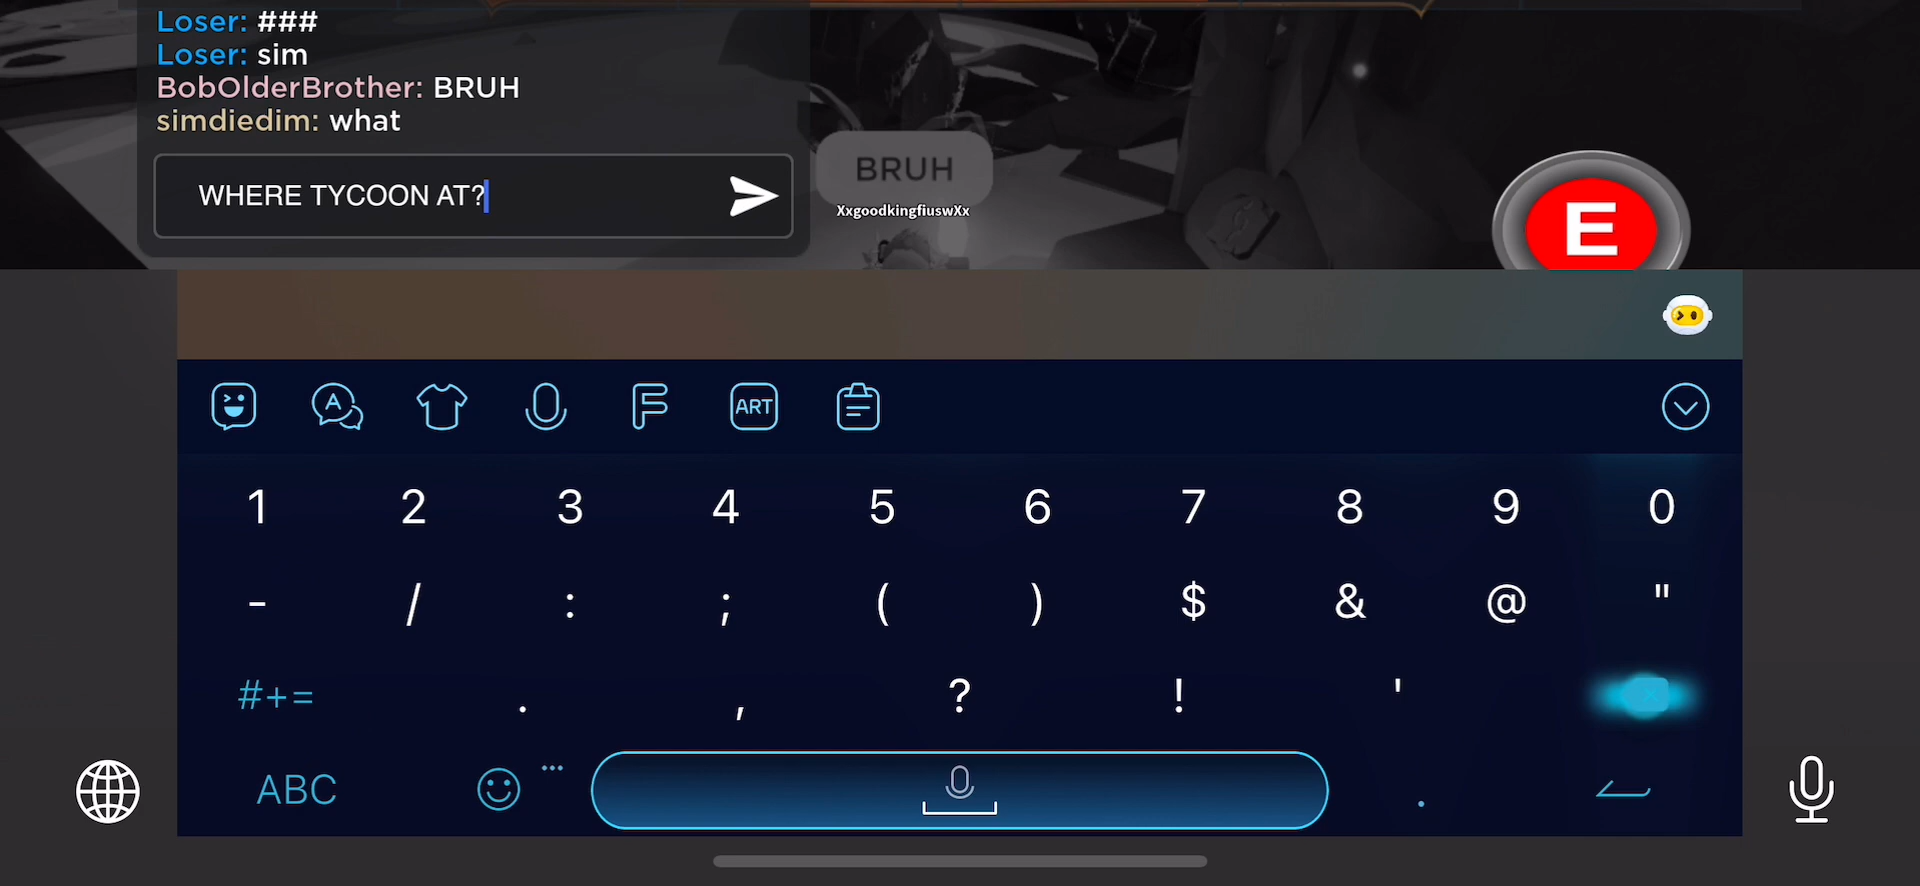 Loser: ###
Loser: sim
BobOlderBrother: BRUH
simdiedim: what
WHERE TYCOON AT?
BRUH
XxgoodkingfiuswXx
E
A
F
ART
1 2 3 4 5 6 7 8 9 0
- / : ; ( ) $ & @ "
#+= . , ? ! '
ABC .